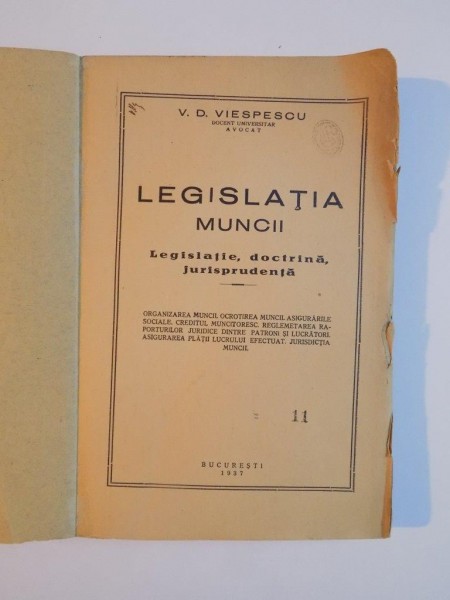 V. D. VIESPESCU
DOCENT UNIVERSITAR
AVOCAT
LEGISLAŢIA
MUNCII
Legislaţie, doctrină,
jurisprudenţă
ORGANIZAREA MUNCII. OCROTIREA MUNCII. ASIGURĂRILE
SOCIALE. CREDITUL MUNCITORESC. REGLEMETAREA RA-
PORTURILOR JURIDICE DINTRE PATRONI ŞI LUCRĂTORI.
ASIGURAREA PLĂŢII LUCRULUI EFECTUAT. JURISDICŢIA
MUNCII.
11
BUCUREŞTI
1937